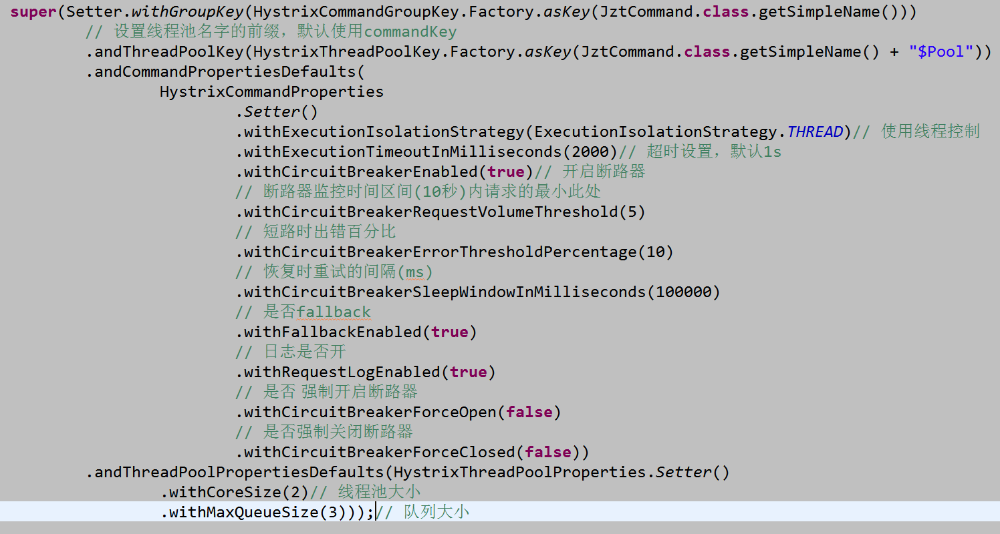 super(Setter.withGroupKey(HystrixCommandGroupKey.Factory.asKey(JztCommand.class.getSimpleName()))
// 设置线程池名字的前缀，默认使用commandKey
.andThreadPoolKey(HystrixThreadPoolKey.Factory.asKey(JztCommand.class.getSimpleName() + "$Pool"))
.andCommandPropertiesDefaults(
HystrixCommandProperties
.Setter()
.withExecutionIsolationStrategy(ExecutionIsolationStrategy.THREAD)// 使用线程控制
.withExecutionTimeoutInMilliseconds(2000)// 超时设置，默认1s
.withCircuitBreakerEnabled(true)// 开启断路器
// 断路器监控时间区间(10秒)内请求的最小此处
.withCircuitBreakerRequestVolumeThreshold(5)
// 短路时出错百分比
.withCircuitBreakerErrorThresholdPercentage(10)
// 恢复时重试的间隔(ms)
.withCircuitBreakerSleepWindowInMilliseconds(100000)
// 是否fallback
.withFallbackEnabled(true)
// 日志是否开
.withRequestLogEnabled(true)
// 是否 强制开启断路器
.withCircuitBreakerForceOpen(false)
// 是否强制关闭断路器
.withCircuitBreakerForceClosed(false))
.andThreadPoolPropertiesDefaults(HystrixThreadPoolProperties.Setter()
.withCoreSize(2)// 线程池大小
.withMaxQueueSize(3)));// 队列大小